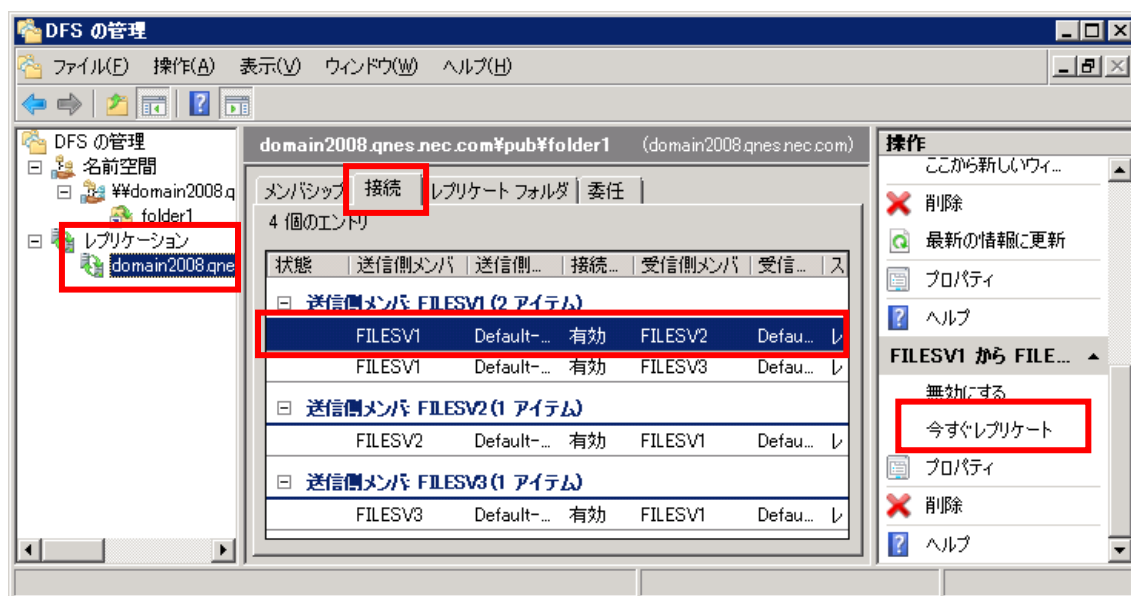 DFS の管理
ファイル(F) 操作(A) 表示(V) ウィンドウ(W) ヘルプ(H)
DFS の管理
名前空間
¥¥domain2008.q
folder1
レプリケーション
domain2008.qne
domain2008.qnes.nec.com¥pub¥folder1 (domain2008.qnes.nec.com)
メンバシップ 接続 レプリケート フォルダ 委任
4 個のエントリ
状態 送信側メンバ 送信側... 接続... 受信側メンバ 受信... ス
送信側メンバ: FILESV1 (2 アイテム)
FILESV1 Default-... 有効 FILESV2 Defau... レ
FILESV1 Default-... 有効 FILESV3 Defau... レ
送信側メンバ: FILESV2 (1 アイテム)
FILESV2 Default-... 有効 FILESV1 Defau... レ
送信側メンバ: FILESV3 (1 アイテム)
FILESV3 Default-... 有効 FILESV1 Defau... レ
操作
ここから新しいウィ...
削除
最新の情報に更新
プロパティ
ヘルプ
FILESV1 から FILE...
無効にする
今すぐレプリケート
プロパティ
削除
ヘルプ